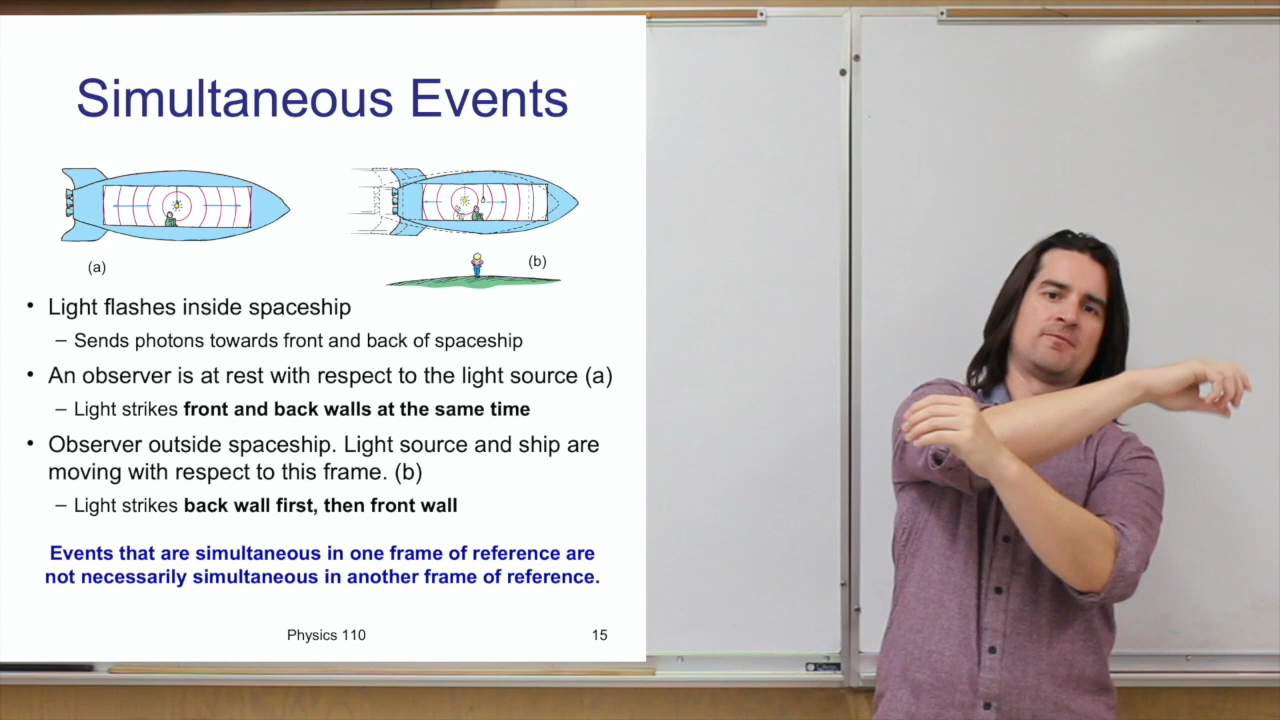 Simultaneous Events
(a)
(b)
• Light flashes inside spaceship
– Sends photons towards front and back of spaceship
• An observer is at rest with respect to the light source (a)
– Light strikes front and back walls at the same time
• Observer outside spaceship. Light source and ship are
moving with respect to this frame. (b)
– Light strikes back wall first, then front wall
Events that are simultaneous in one frame of reference are
not necessarily simultaneous in another frame of reference.
Physics 110
15